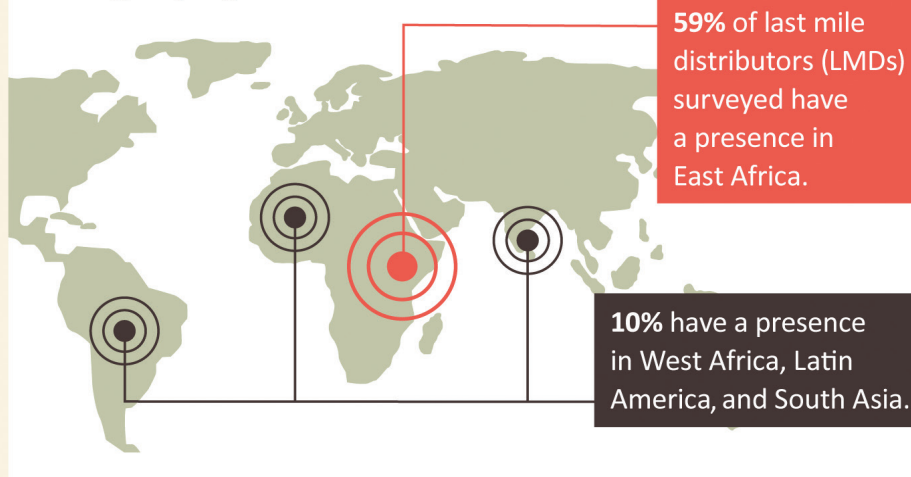 59% of last mile
distributors (LMDs)
surveyed have
a presence in
East Africa.
10% have a presence
in West Africa, Latin
America, and South Asia.